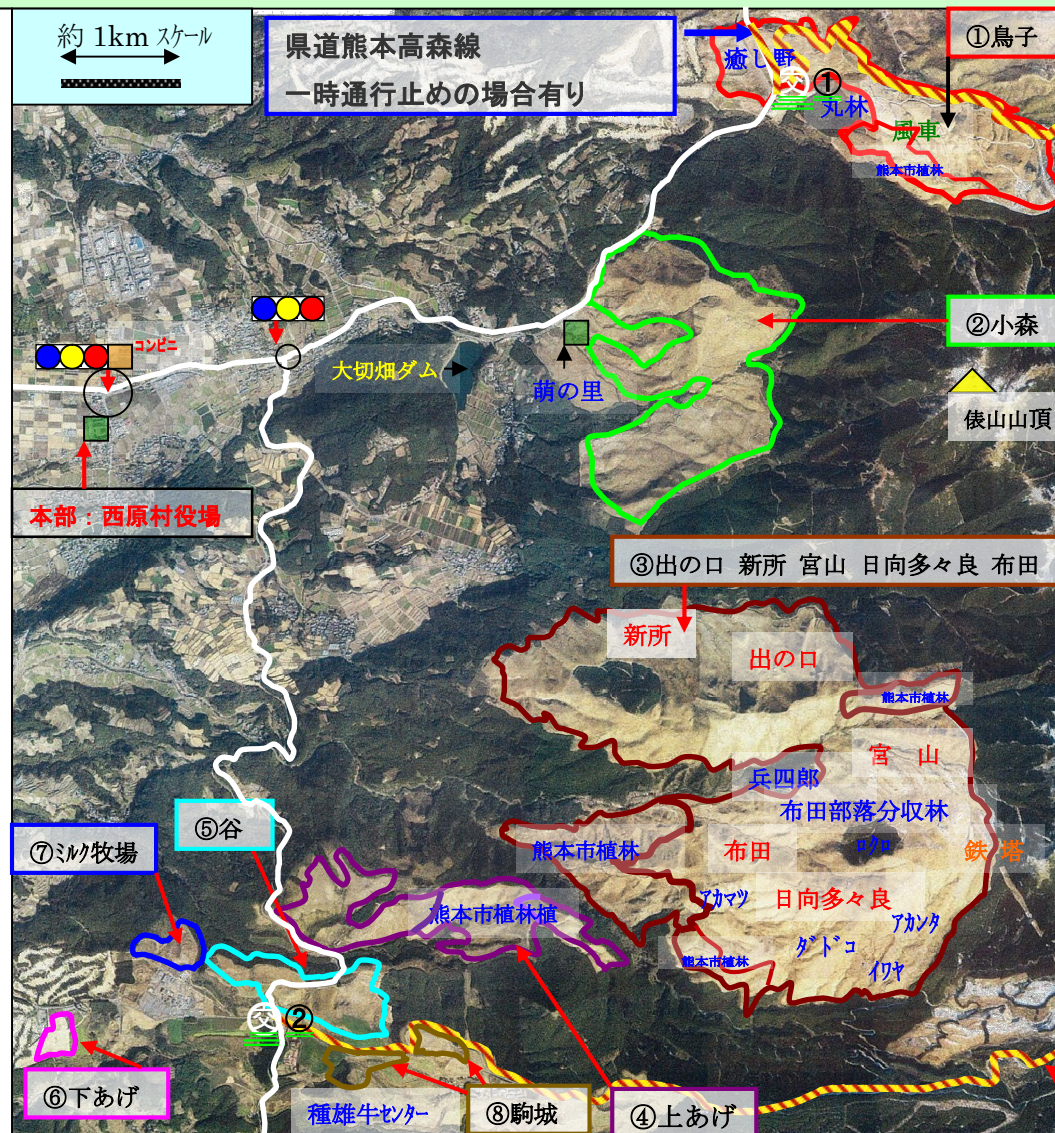 約 1km スケール
県道熊本高森線
一時通行止めの場合有り
①鳥子
癒し野
交
①
丸林
風車
熊本市植林
②小森
コンビニ
大切畑ダム
萌の里
俵山山頂
本部：西原村役場
③出の口 新所 宮山 日向多々良 布田
新所
出の口
熊本市植林
宮 山
兵四郎
布田部落分収林
⑤谷
⑦ミルク牧場
熊本市植林
布田
ロクロ
鉄 塔
アカマツ
日向多々良
アカンタ
熊本市植林植
ダドコ
熊本市植林
イワヤ
交
②
⑥下あげ
種雄牛センター
⑧駒城
④上あげ